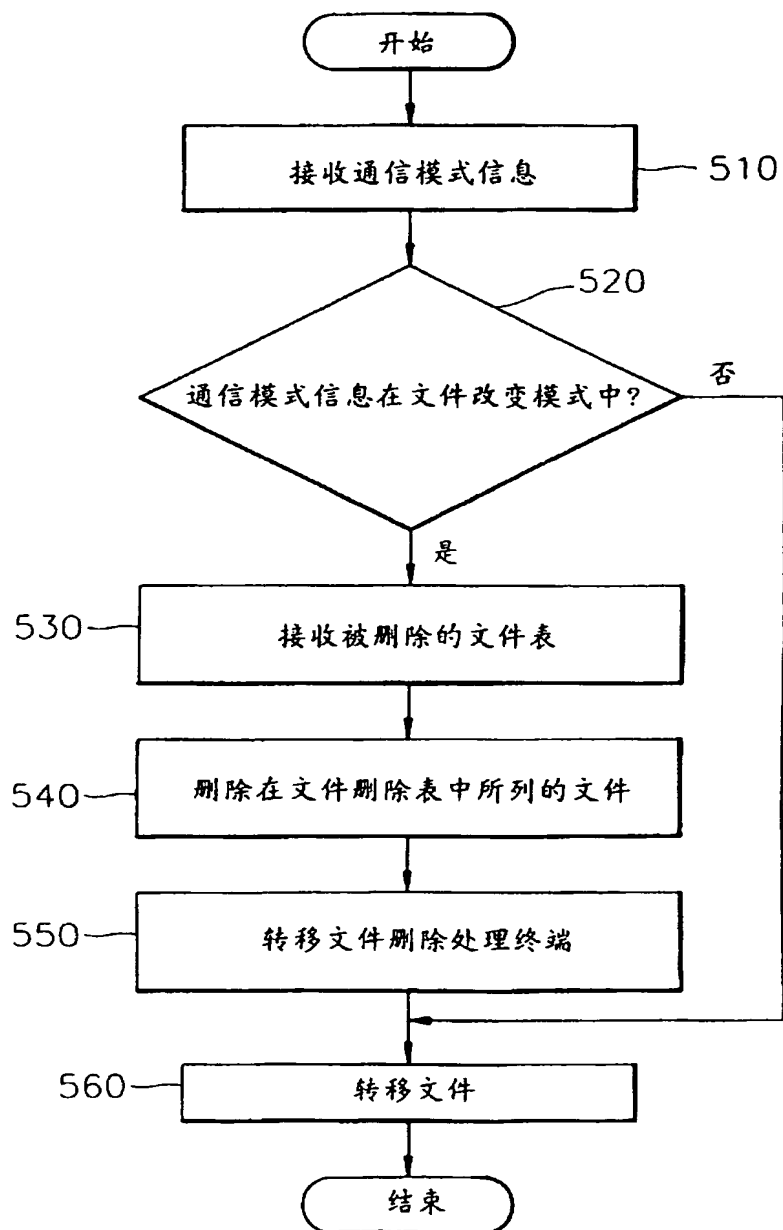 开始
接收通信模式信息
510
520
通信模式信息在文件改变模式中?
否
是
530
接收被删除的文件表
540
删除在文件删除表中所列的文件
550
转移文件删除处理终端
560
转移文件
结束